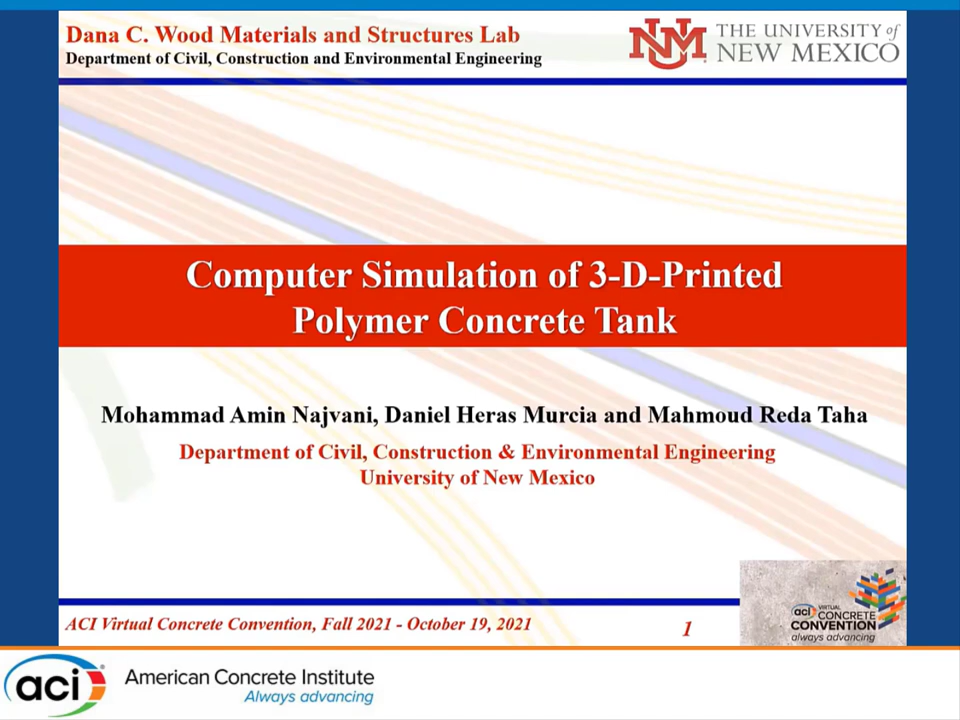 Dana C. Wood Materials and Structures Lab
Department of Civil, Construction and Environmental Engineering
UNM THE UNIVERSITY of
NEW MEXICO
Computer Simulation of 3-D-Printed
Polymer Concrete Tank
Mohammad Amin Najvani, Daniel Heras Murcia and Mahmoud Reda Taha
Department of Civil, Construction & Environmental Engineering
University of New Mexico
ACI Virtual Concrete Convention, Fall 2021 - October 19, 2021
1
aci VIRTUAL
CONCRETE
CONVENTION
always advancing
aci American Concrete Institute
Always advancing